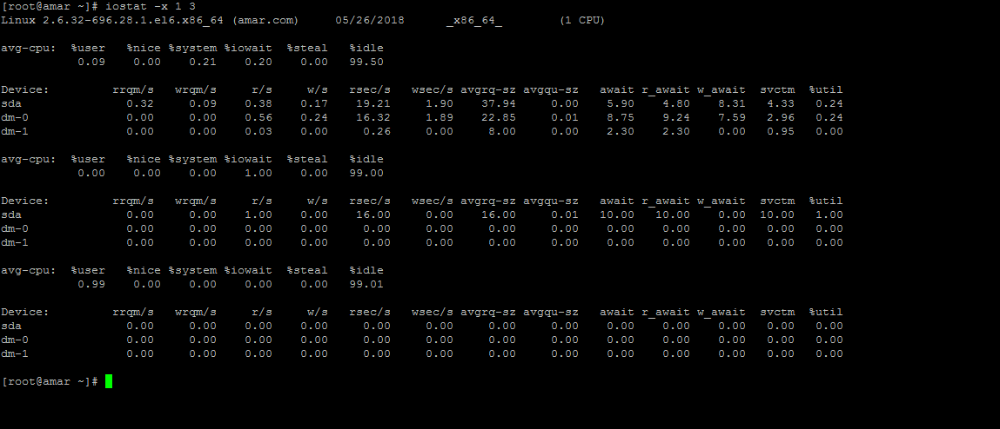 [root@amar ~]# iostat -x 1 3
Linux 2.6.32-696.28.1.el6.x86_64 (amar.com) 05/26/2018 _x86_64_ (1 CPU)
avg-cpu: %user %nice %system %iowait %steal %idle
0.09 0.00 0.21 0.20 0.00 99.50
Device: rrqm/s wrqm/s r/s w/s rsec/s wsec/s avgrq-sz avgqu-sz await r_await w_await svctm %util
sda 0.32 0.09 0.38 0.17 19.21 1.90 37.94 0.00 5.90 4.80 8.31 4.33 0.24
dm-0 0.00 0.00 0.56 0.24 16.32 1.89 22.85 0.01 8.75 9.24 7.59 2.96 0.24
dm-1 0.00 0.00 0.03 0.00 0.26 0.00 8.00 0.00 2.30 2.30 0.00 0.95 0.00
avg-cpu: %user %nice %system %iowait %steal %idle
0.00 0.00 0.00 1.00 0.00 99.00
Device: rrqm/s wrqm/s r/s w/s rsec/s wsec/s avgrq-sz avgqu-sz await r_await w_await svctm %util
sda 0.00 0.00 1.00 0.00 16.00 0.00 16.00 0.01 10.00 10.00 0.00 10.00 1.00
dm-0 0.00 0.00 0.00 0.00 0.00 0.00 0.00 0.00 0.00 0.00 0.00 0.00 0.00
dm-1 0.00 0.00 0.00 0.00 0.00 0.00 0.00 0.00 0.00 0.00 0.00 0.00 0.00
avg-cpu: %user %nice %system %iowait %steal %idle
0.99 0.00 0.00 0.00 0.00 99.01
Device: rrqm/s wrqm/s r/s w/s rsec/s wsec/s avgrq-sz avgqu-sz await r_await w_await svctm %util
sda 0.00 0.00 0.00 0.00 0.00 0.00 0.00 0.00 0.00 0.00 0.00 0.00 0.00
dm-0 0.00 0.00 0.00 0.00 0.00 0.00 0.00 0.00 0.00 0.00 0.00 0.00 0.00
dm-1 0.00 0.00 0.00 0.00 0.00 0.00 0.00 0.00 0.00 0.00 0.00 0.00 0.00
[root@amar ~]#